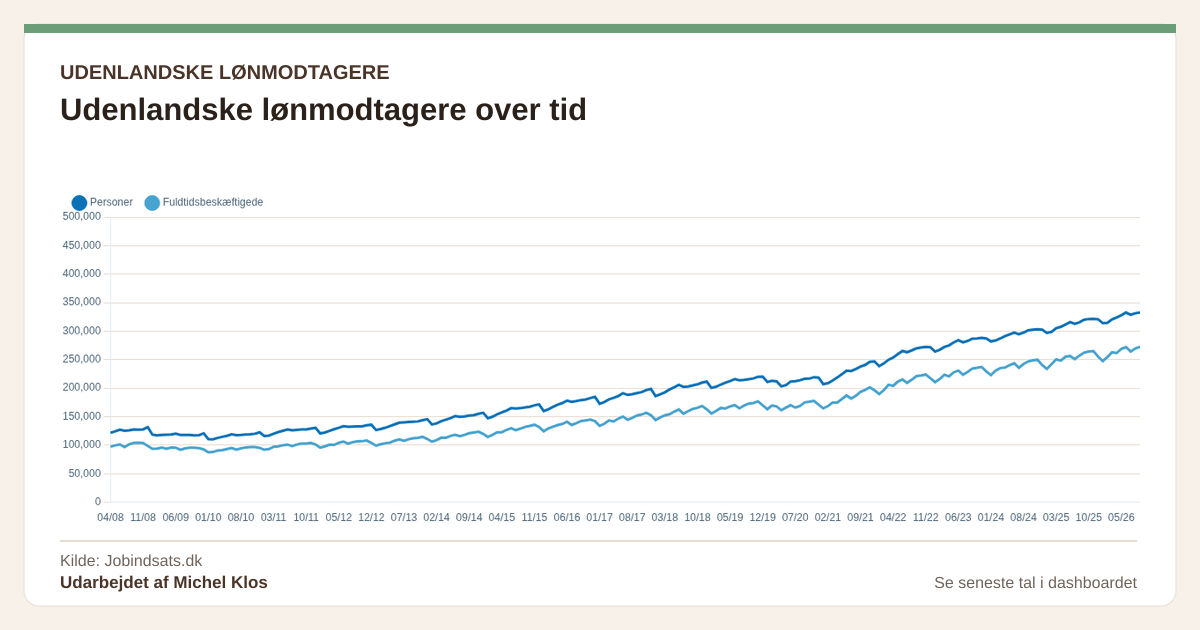 UDENLANDSKE LØNMODTAGERE
Udenlandske lønmodtagere over tid
Personer Fuldtidsbeskæftigede
500,000
450,000
400,000
350,000
300,000
250,000
200,000
150,000
100,000
50,000
0
04/08 11/08 06/09 01/10 08/10 03/11 10/11 05/12 12/12 07/13 02/14 09/14 04/15 11/15 06/16 01/17 08/17 03/18 10/18 05/19 12/19 07/20 02/21 09/21 04/22 11/22 06/23 01/24 08/24 03/25 10/25 05/26
Kilde: Jobindsats.dk
Udarbejdet af Michel Klos
Se seneste tal i dashboardet